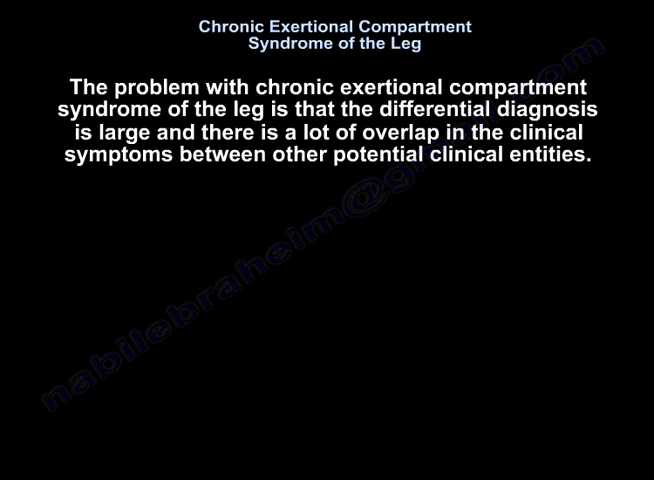 Chronic Exertional Compartment
Syndrome of the Leg
The problem with chronic exertional compartment
syndrome of the leg is that the differential diagnosis
is large and there is a lot of overlap in the clinical
symptoms between other potential clinical entities.
nabilebraheim@gmail.com